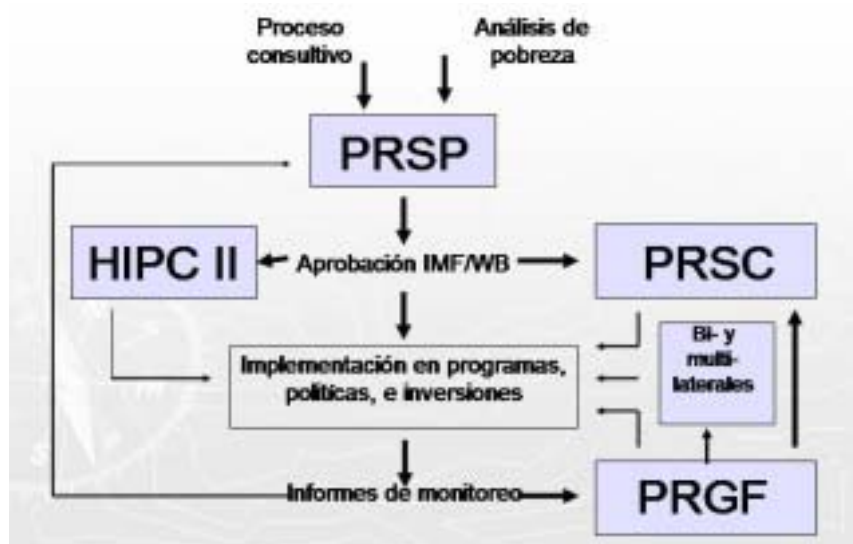 Proceso
consultivo
Análisis de
pobreza
PRSP
HIPC II
Aprobación IMF/WB
PRSC
Implementación en programas,
políticas, e inversiones
Bi- y
multi-
laterales
Informes de monitoreo
PRGF